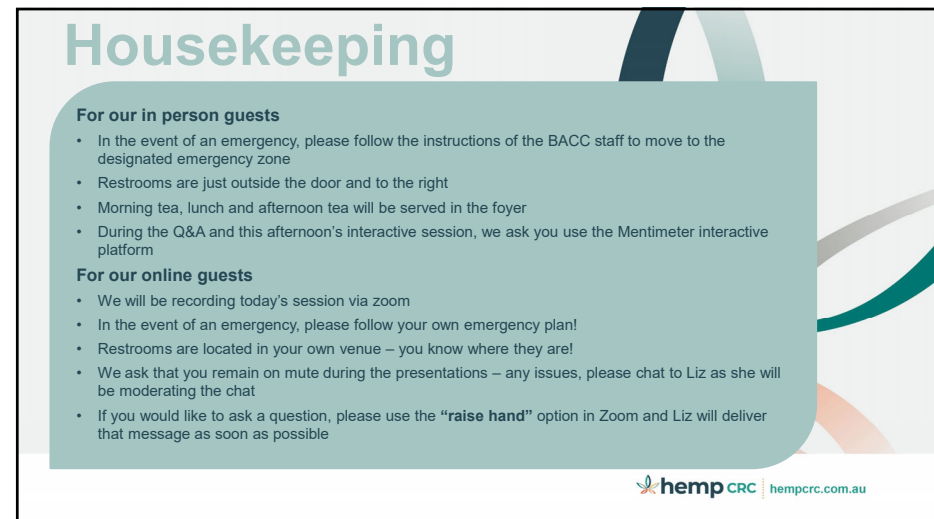 Housekeeping
For our in person guests
• In the event of an emergency, please follow the instructions of the BACC staff to move to the
designated emergency zone
• Restrooms are just outside the door and to the right
• Morning tea, lunch and afternoon tea will be served in the foyer
• During the Q&A and this afternoon's interactive session, we ask you use the Mentimeter interactive
platform
For our online guests
• We will be recording today's session via zoom
• In the event of an emergency, please follow your own emergency plan!
• Restrooms are located in your own venue – you know where they are!
• We ask that you remain on mute during the presentations – any issues, please chat to Liz as she will
be moderating the chat
• If you would like to ask a question, please use the “raise hand” option in Zoom and Liz will deliver
that message as soon as possible
hemp CRC hempcrc.com.au